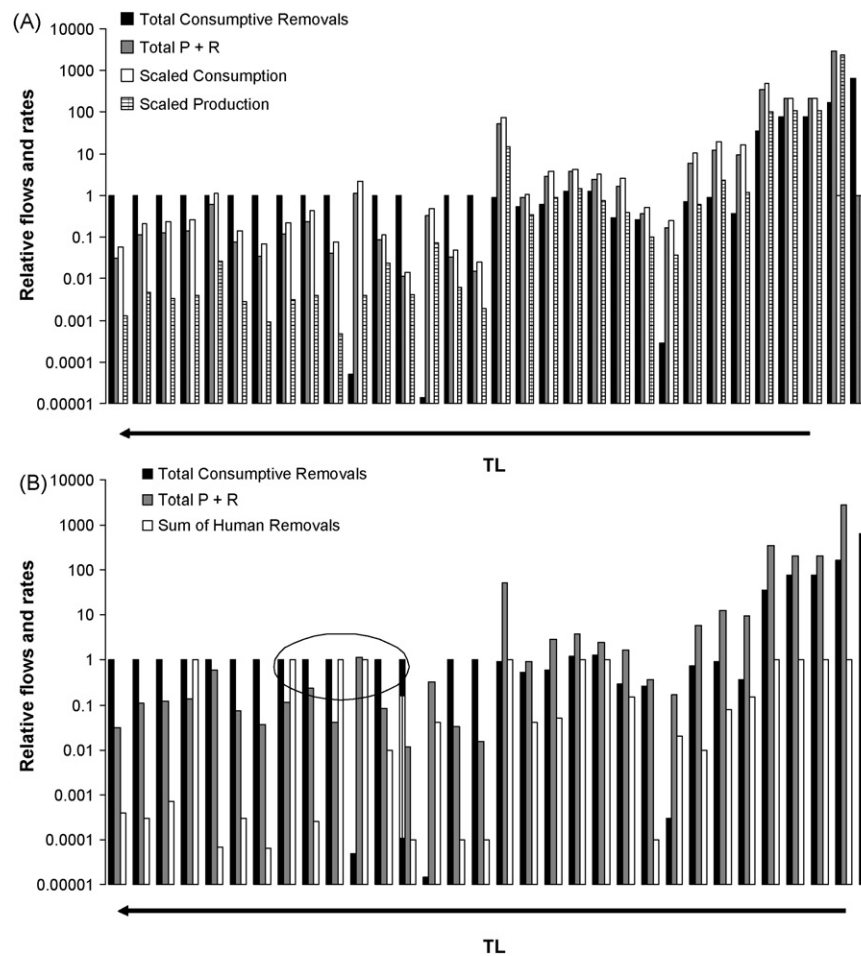 (A)
Total Consumptive Removals
Total P + R
Scaled Consumption
Scaled Production
Relative flows and rates
10000
1000
100
10
1
0.1
0.01
0.001
0.0001
0.00001
TL
(B)
Total Consumptive Removals
Total P + R
Sum of Human Removals
Relative flows and rates
10000
1000
100
10
1
0.1
0.01
0.001
0.0001
0.00001
TL